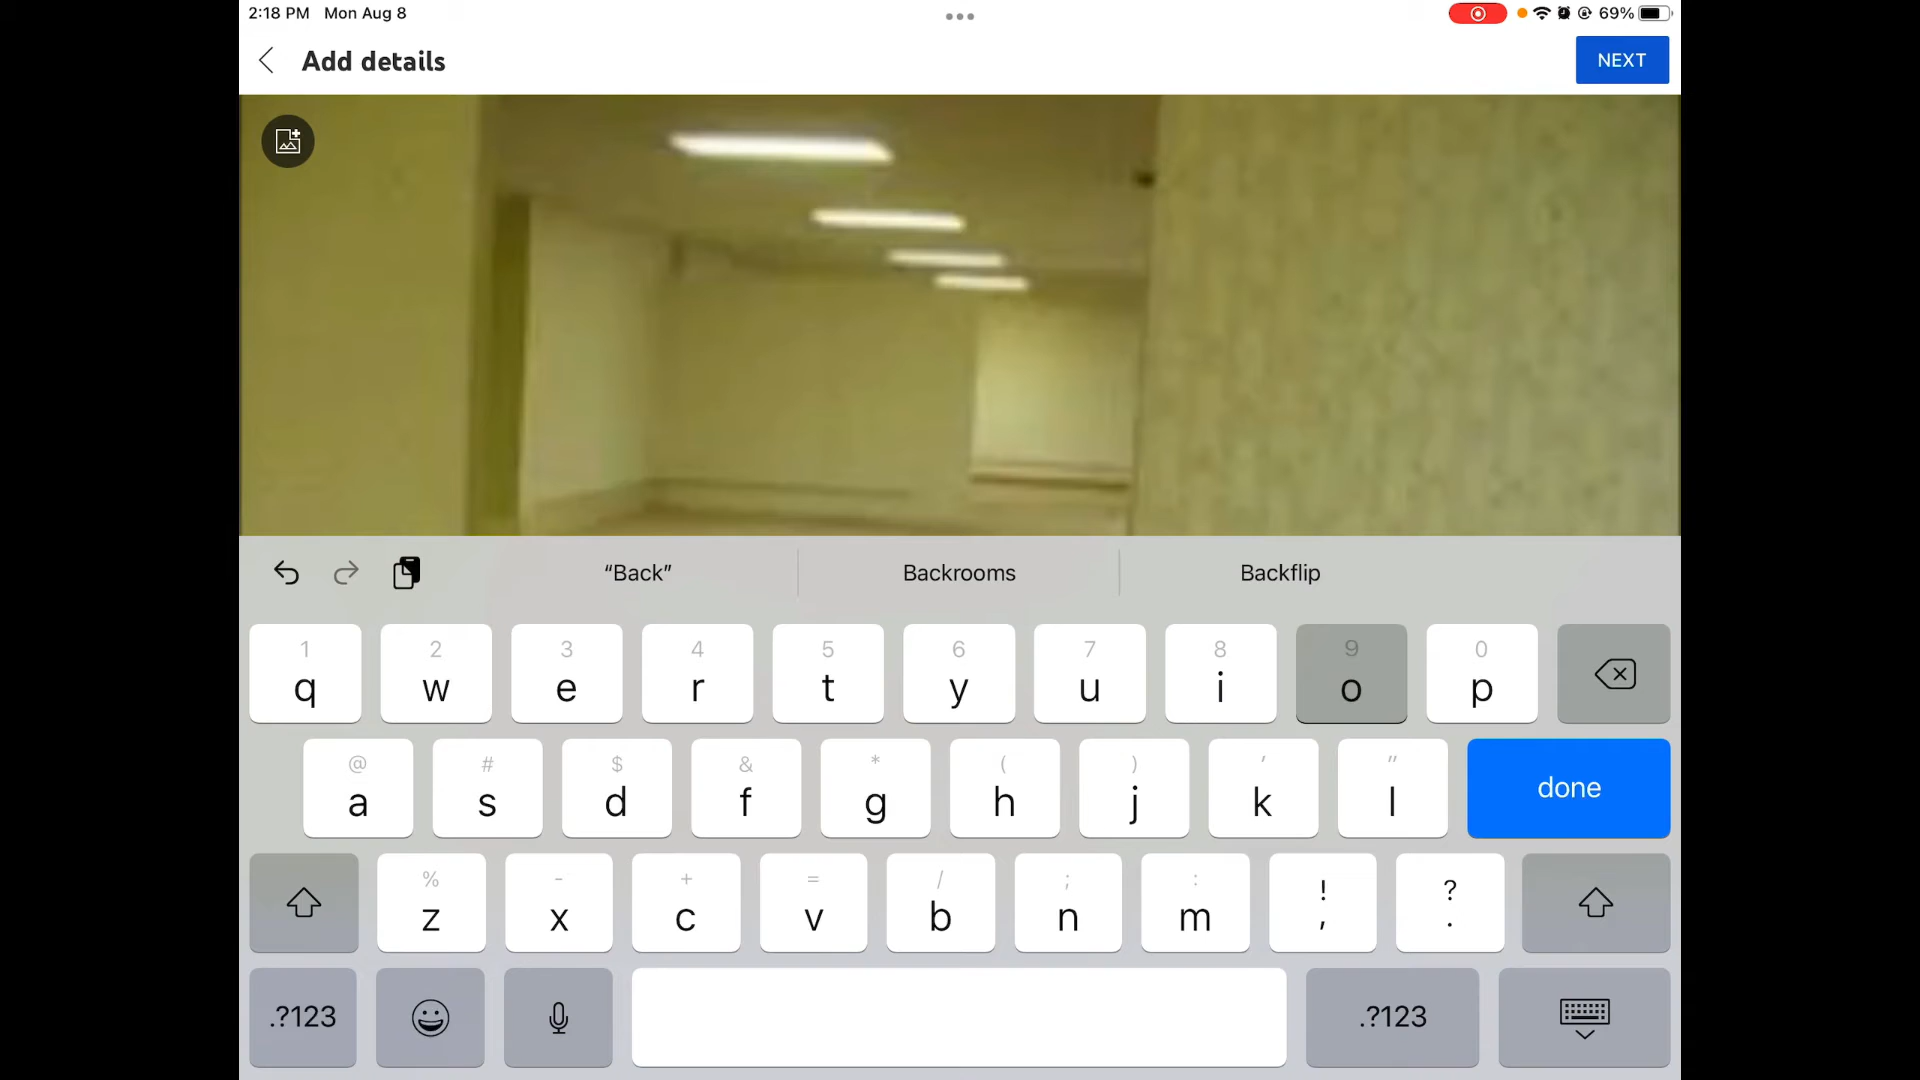 2:18 PM Mon Aug 8
69%
Add details
NEXT
“Back”
Backrooms
Backflip
1 2 3 4 5 6 7 8 9 0
q w e r t y u i o p
@ # $ & * ( ) ' "
a s d f g h j k l
done
% - + = / ; : ! ?
z x c v b n m , .
.?123
.?123